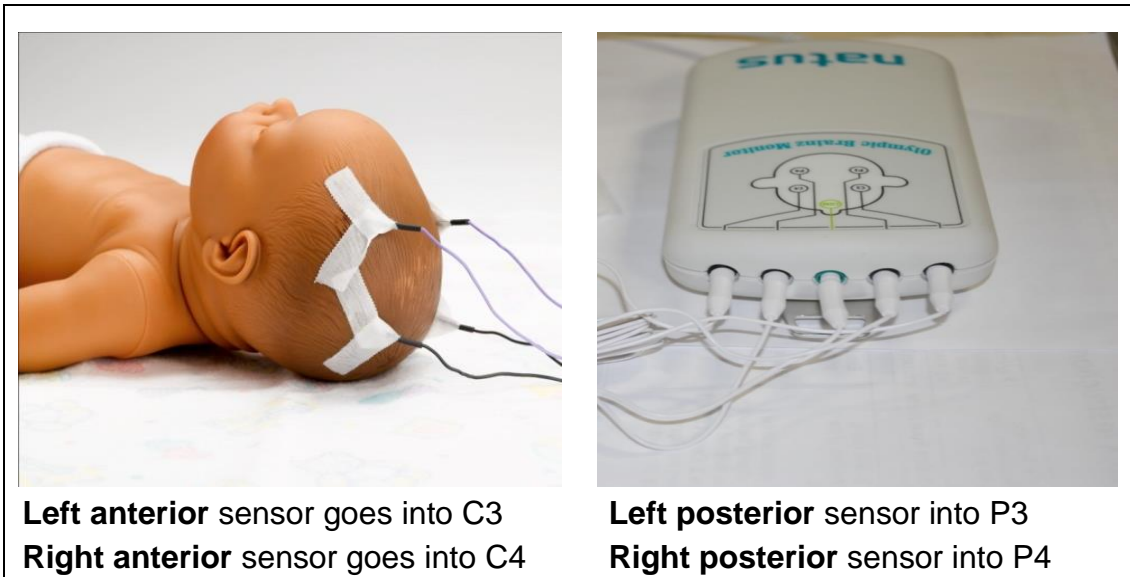 natus
Olympic Brainz Monitor
Left anterior sensor goes into C3
Right anterior sensor goes into C4
Left posterior sensor into P3
Right posterior sensor into P4